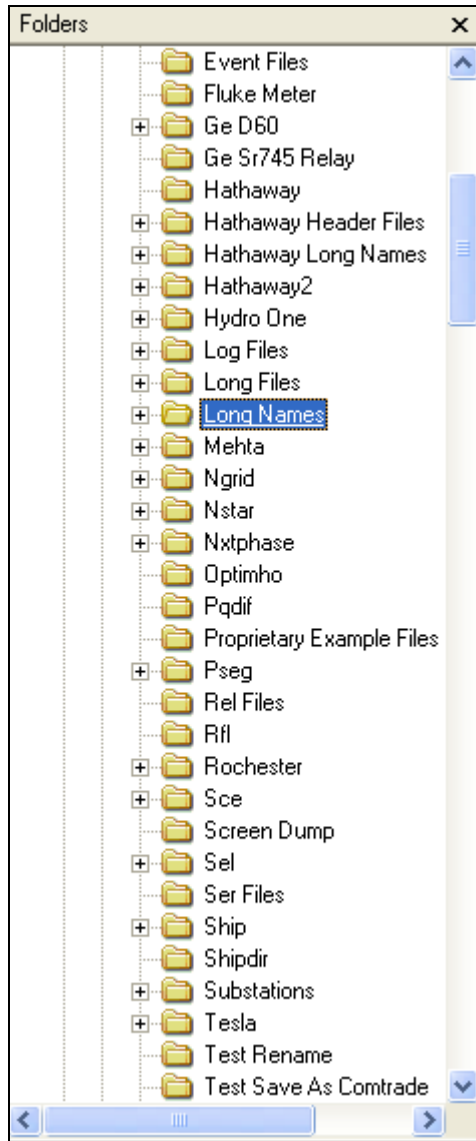 Folders
Event Files
Fluke Meter
Ge D60
Ge Sr745 Relay
Hathaway
Hathaway Header Files
Hathaway Long Names
Hathaway2
Hydro One
Log Files
Long Files
Long Names
Mehta
Ngrid
Nstar
Nxtphase
Optimho
Pqdif
Proprietary Example Files
Pseg
Rel Files
Rfl
Rochester
Sce
Screen Dump
Sel
Ser Files
Ship
Shipdir
Substations
Tesla
Test Rename
Test Save As Comtrade